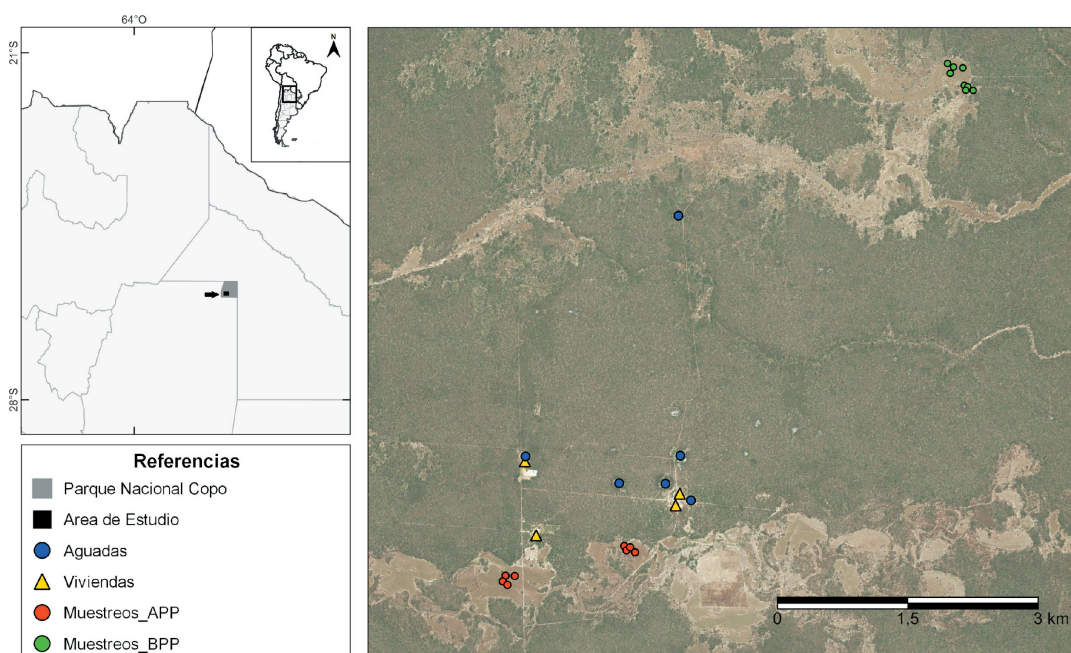 64°O
21°S
N
28°S
Referencias
Parque Nacional Copo
Area de Estudio
Aguadas
Viviendas
Muestreos_APP
Muestreos_BPP
0
1,5
3 km